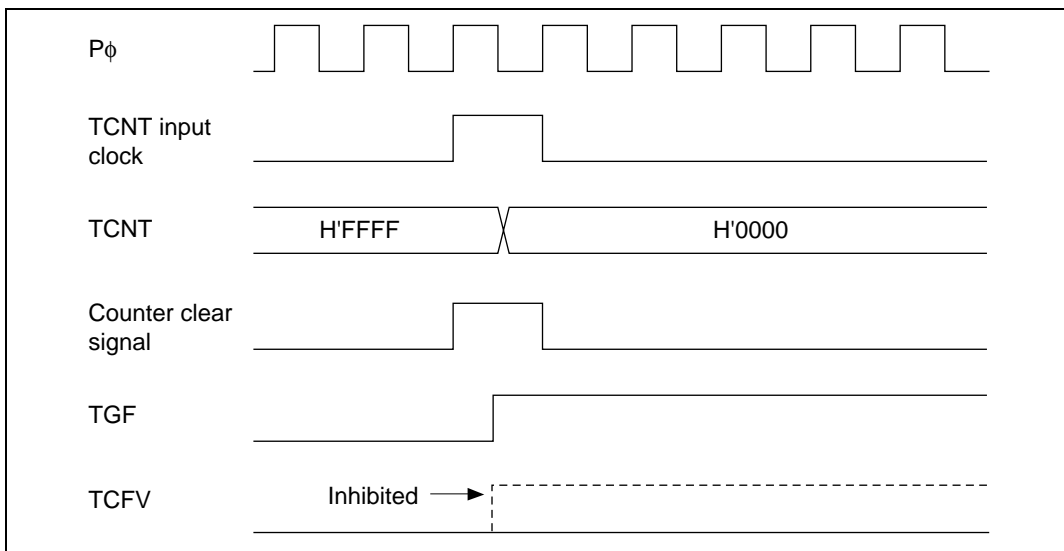 Pϕ
TCNT input
clock
TCNT
H'FFFF
H'0000
Counter clear
signal
TGF
TCFV
Inhibited